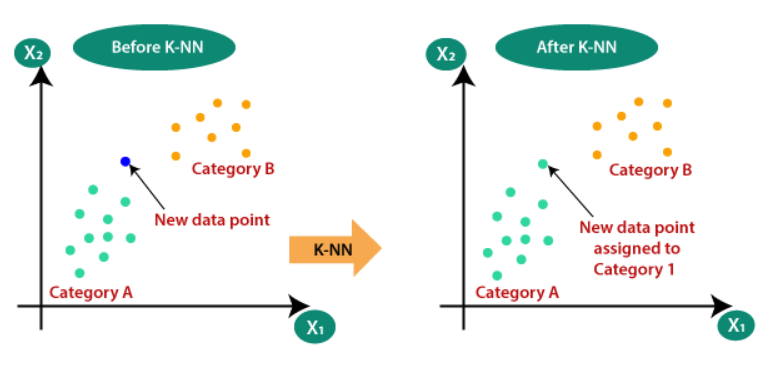 Before K-NN
X₂
Category B
New data point
Category A
X₁
K-NN
After K-NN
X₂
Category B
New data point
assigned to
Category 1
Category A
X₁